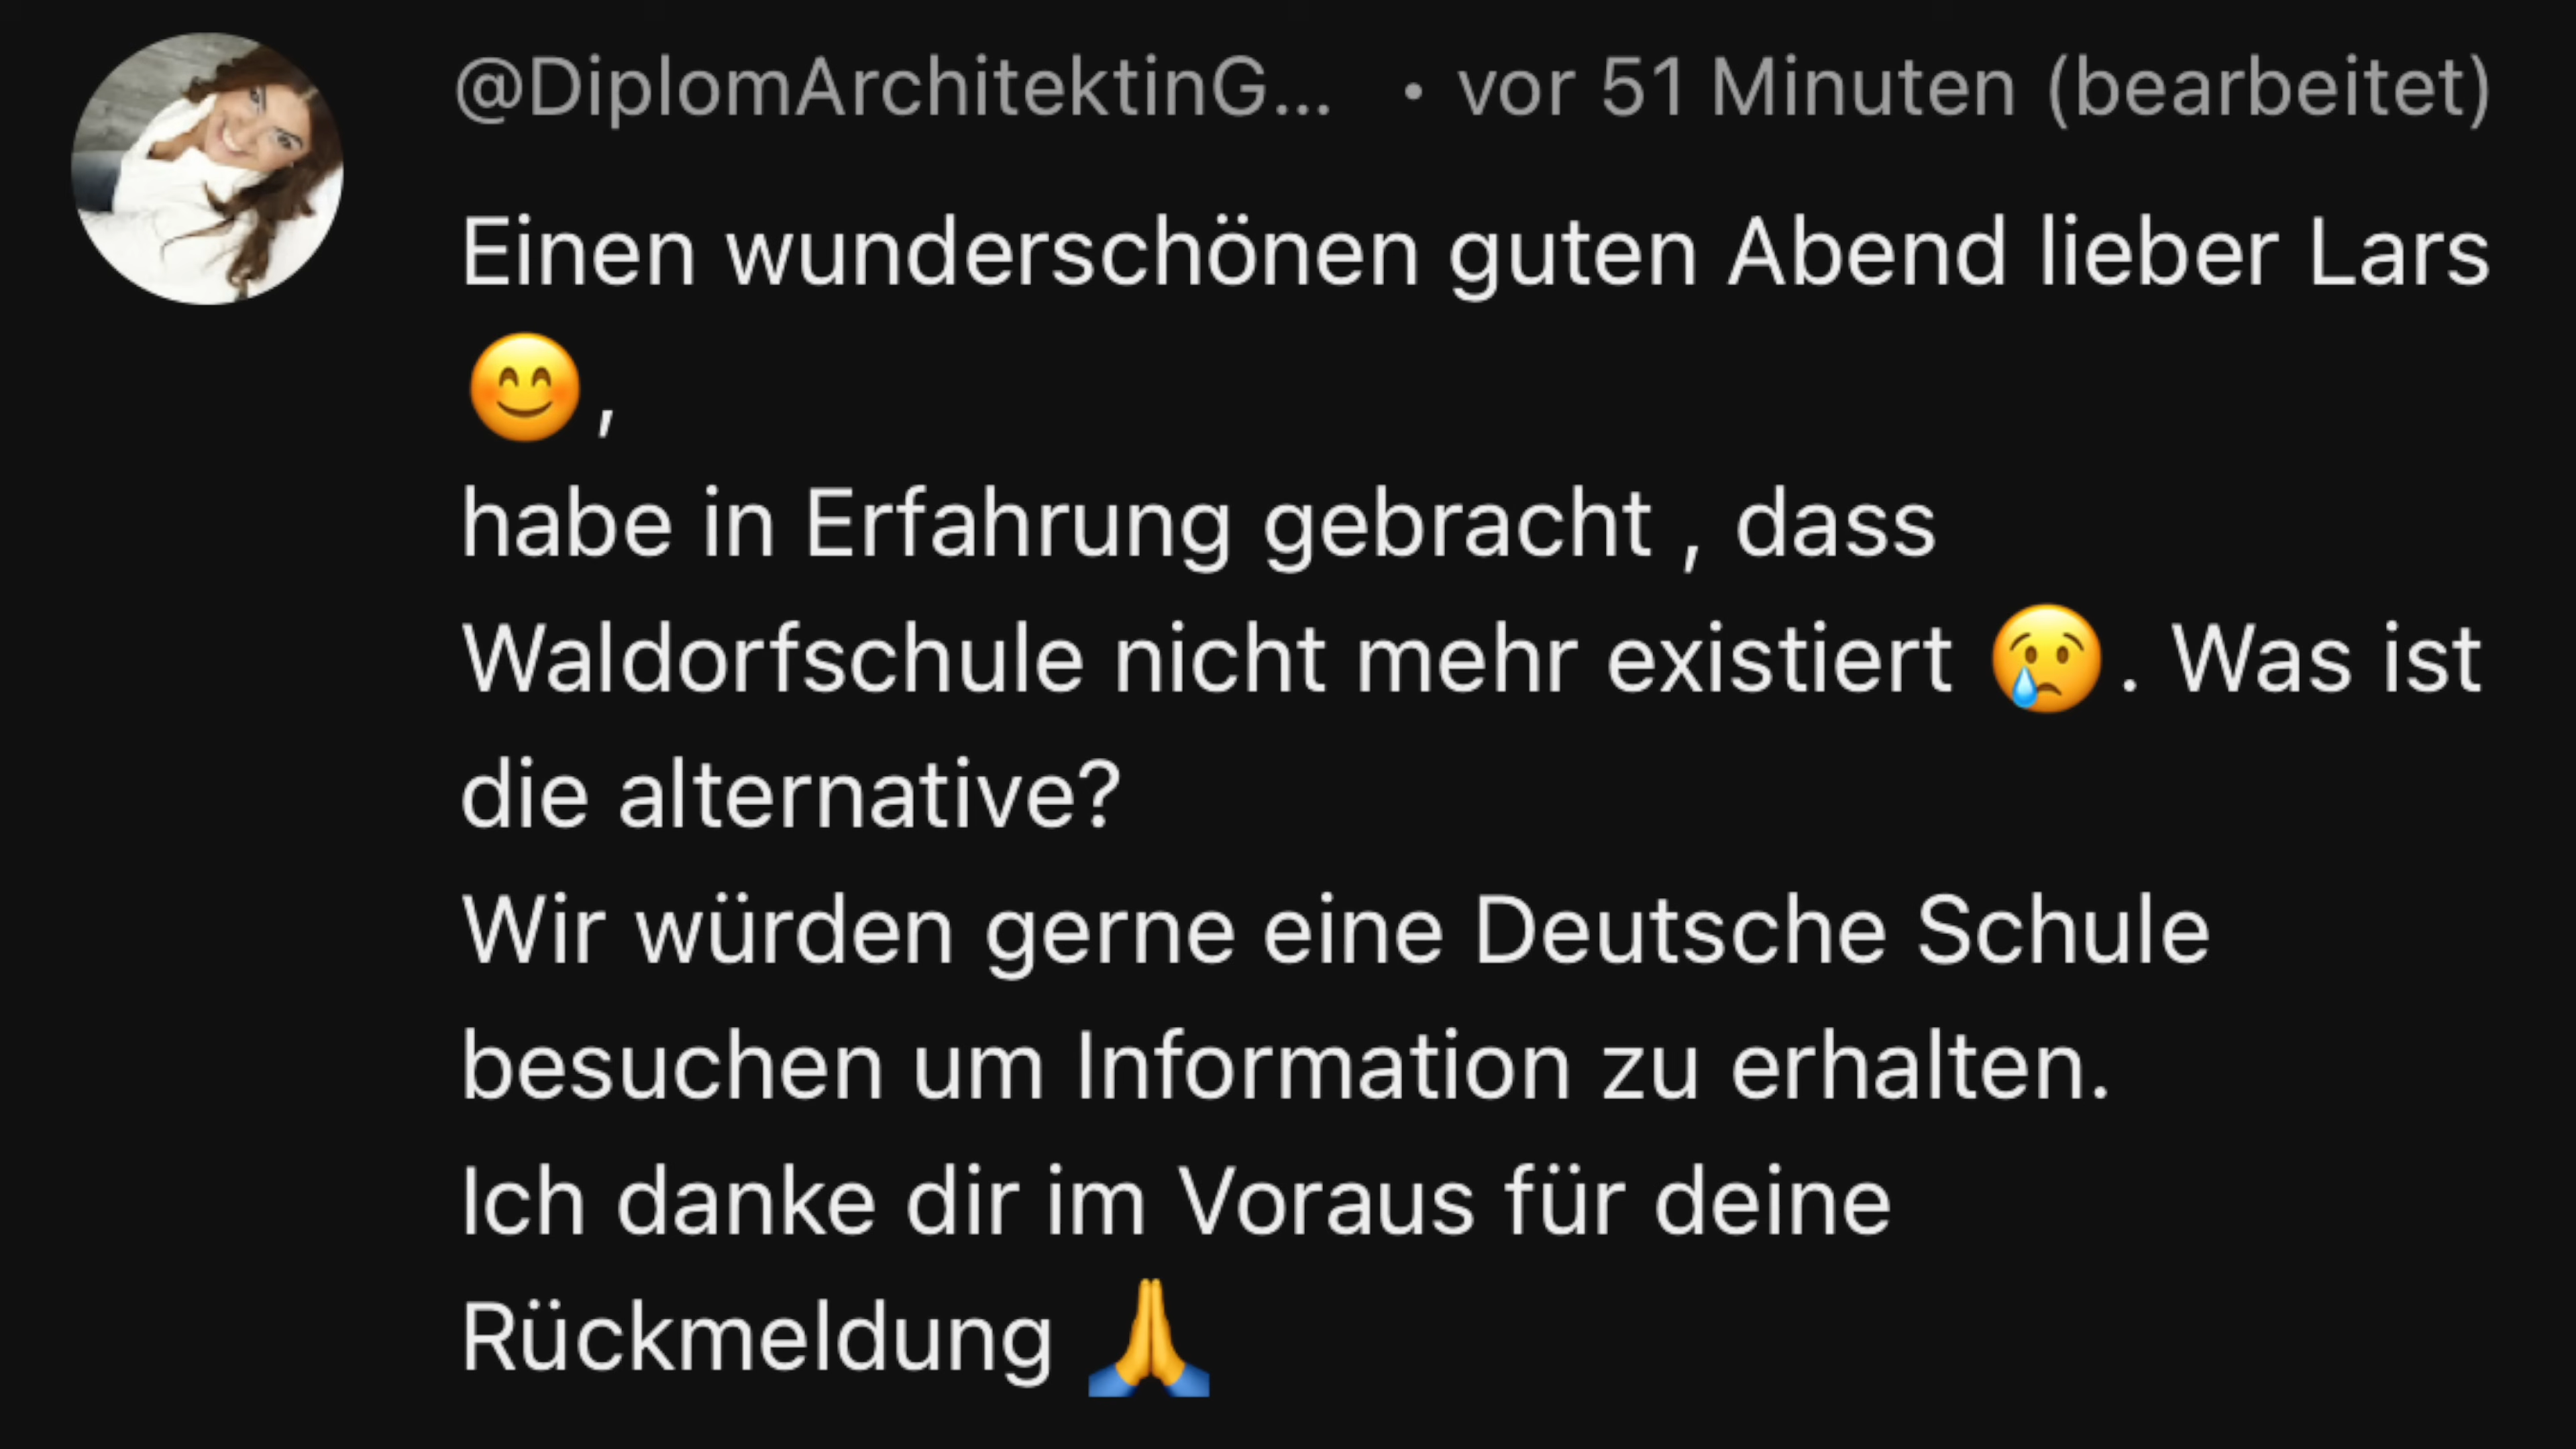 @DiplomArchitektinG... • vor 51 Minuten (bearbeitet)
Einen wunderschönen guten Abend lieber Lars
😊,
habe in Erfahrung gebracht , dass
Waldorfschule nicht mehr existiert 😢. Was ist
die alternative?
Wir würden gerne eine Deutsche Schule
besuchen um Information zu erhalten.
Ich danke dir im Voraus für deine
Rückmeldung 🙏